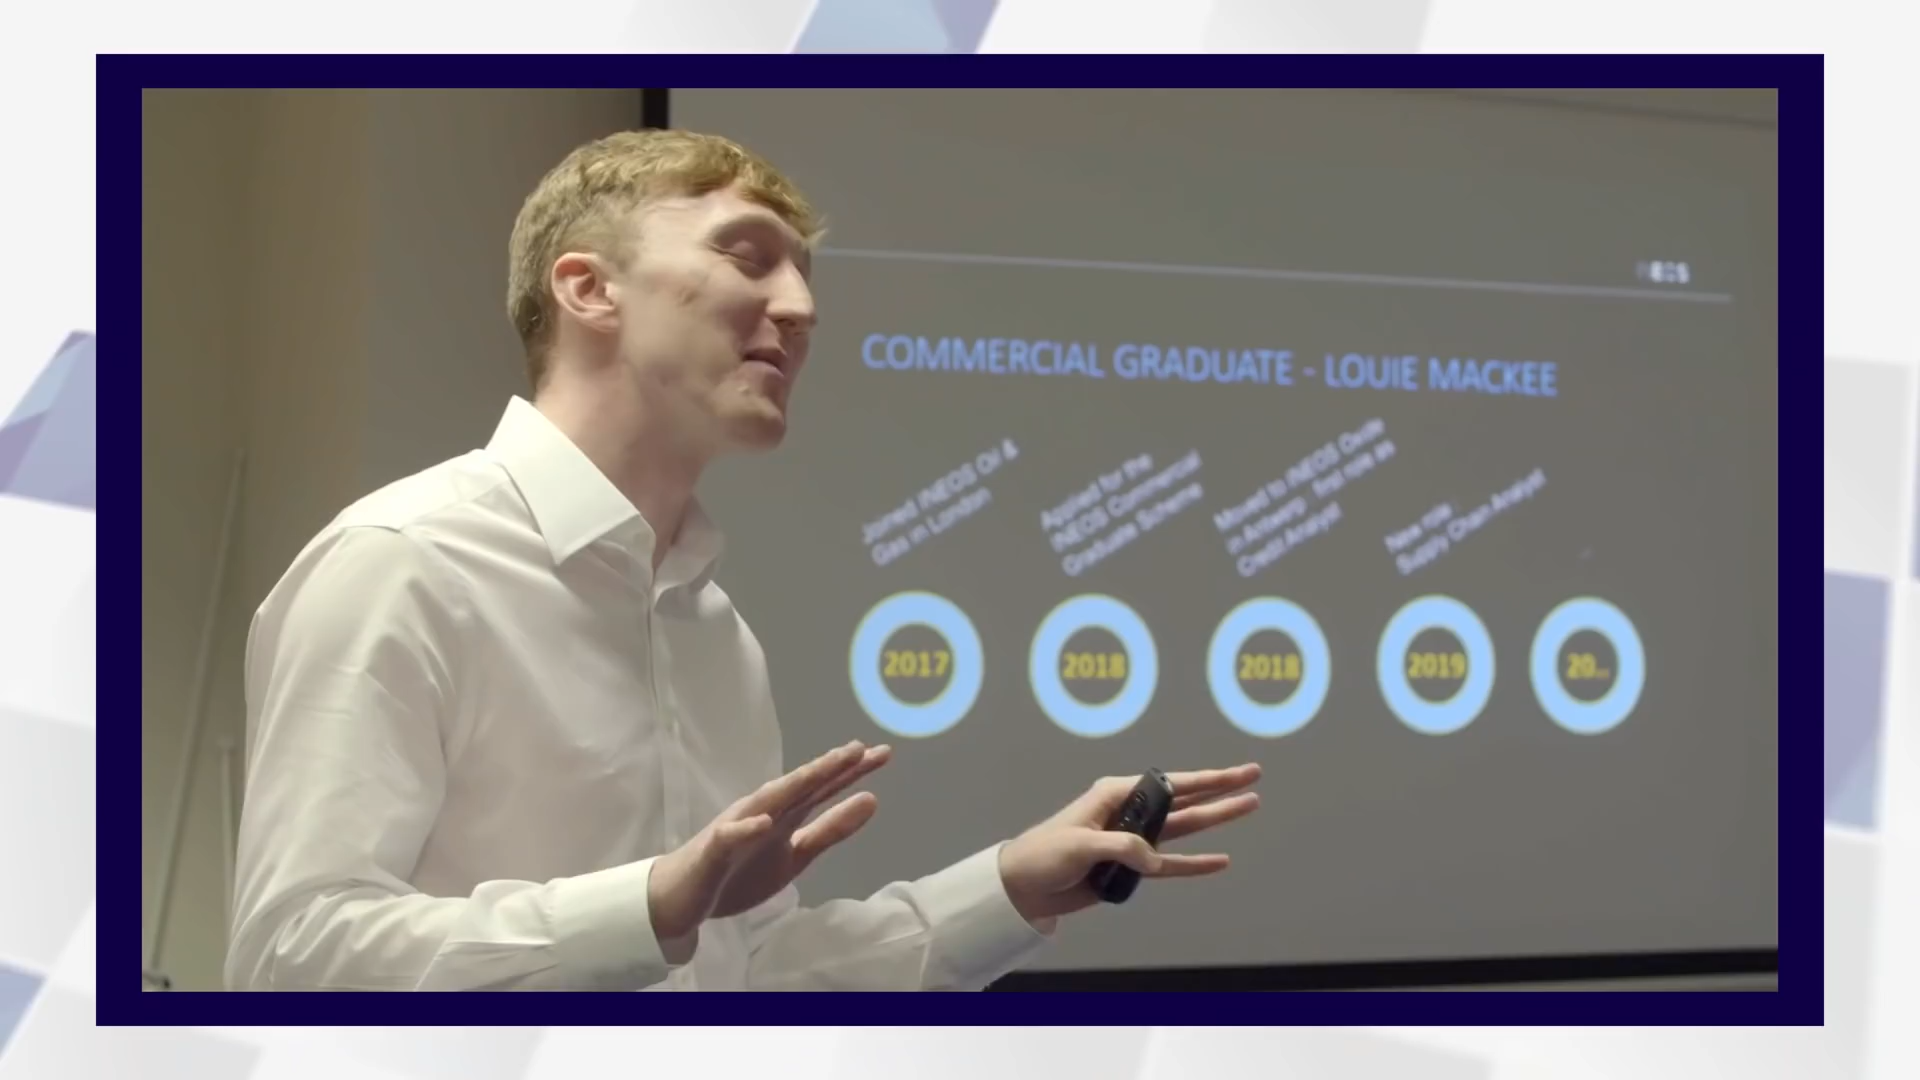 INEOS
COMMERCIAL GRADUATE - LOUIE MACKEE
Joined INEOS Oil &
Gas in London
Applied for the
INEOS Commercial
Graduate Scheme
Moved to INEOS Oxide
in Antwerp - first role as
Credit Analyst
New role -
Supply Chain Analyst
2017
2018
2018
2019
20...